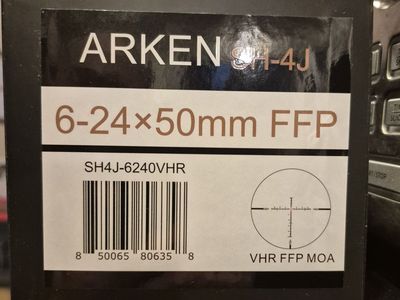 ARKEN SH-4J
6-24×50mm FFP
SH4J-6240VHR
8 50065 80635 8
VHR FFP MOA